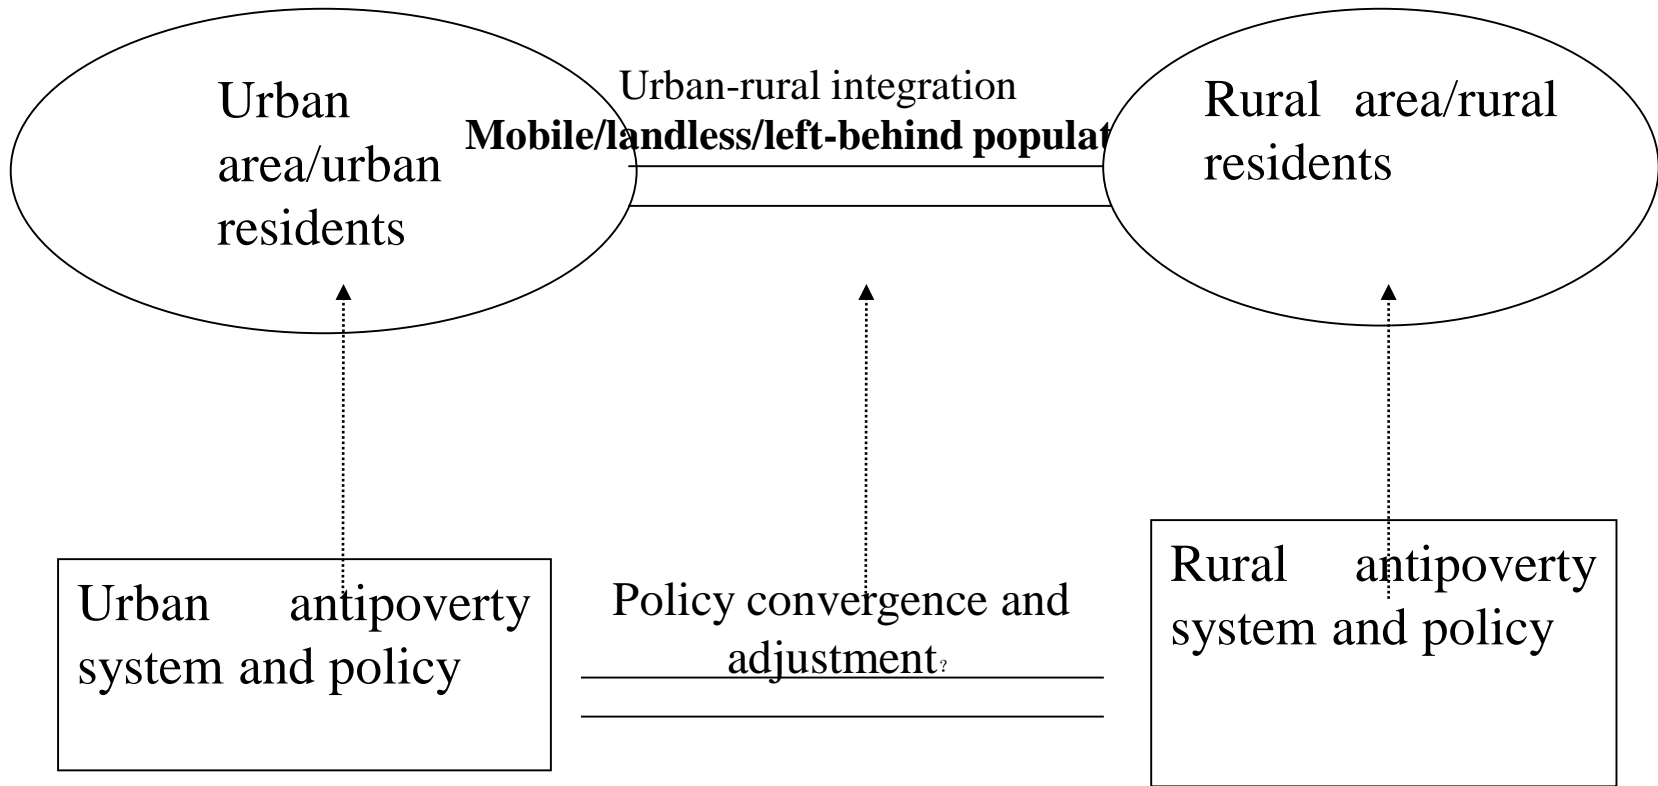 Urban
area/urban
residents
Urban-rural integration
Mobile/landless/left-behind populat
Rural area/rural
residents
Urban antipoverty
system and policy
Policy convergence and
adjustment?
Rural antipoverty
system and policy